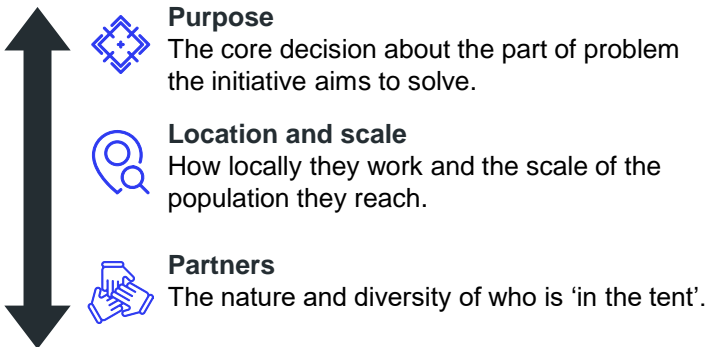 Purpose
The core decision about the part of problem
the initiative aims to solve.
Location and scale
How locally they work and the scale of the
population they reach.
Partners
The nature and diversity of who is ‘in the tent’.